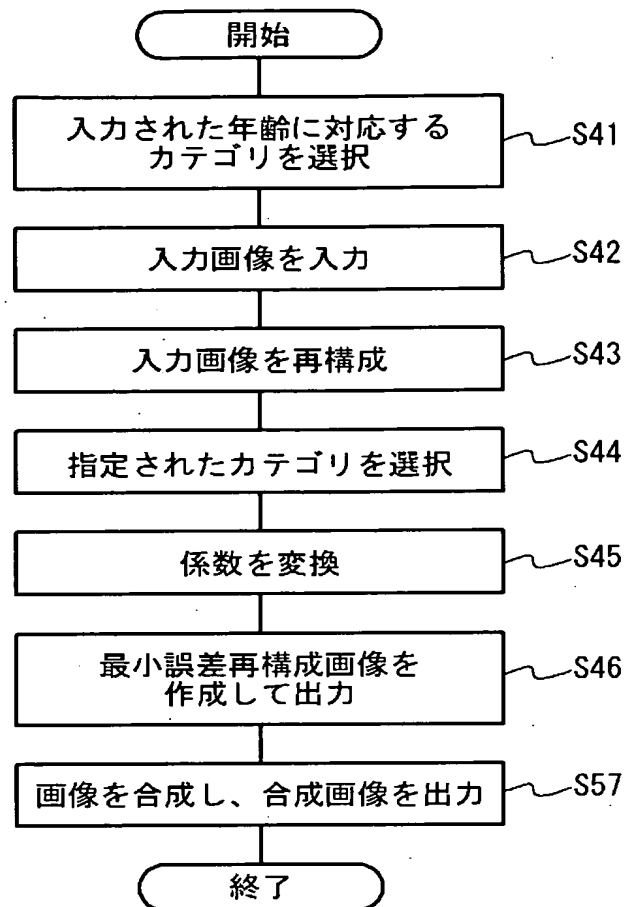 開始
入力された年齢に対応する
カテゴリを選択
S41
入力画像を入力
S42
入力画像を再構成
S43
指定されたカテゴリを選択
S44
係数を変換
S45
最小誤差再構成画像を
作成して出力
S46
画像を合成し、合成画像を出力
S57
終了